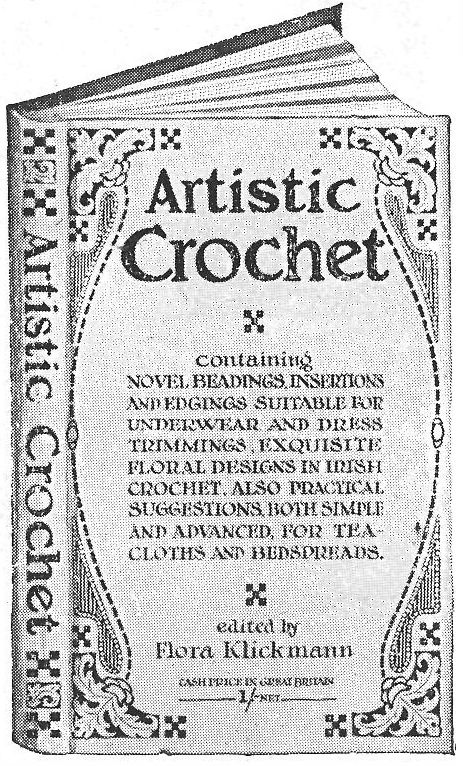 Artistic Crochet
Artistic
Crochet
containing
NOVEL BEADINGS, INSERTIONS
AND EDGINGS SUITABLE FOR
UNDERWEAR AND DRESS
TRIMMINGS, EXQUISITE
FLORAL DESIGNS IN IRISH
CROCHET, ALSO PRACTICAL
SUGGESTIONS, BOTH SIMPLE
AND ADVANCED, FOR TEA-
CLOTHS AND BEDSPREADS.
edited by
Flora Klickmann
CASH PRICE IN GREAT BRITAIN
1/- NET